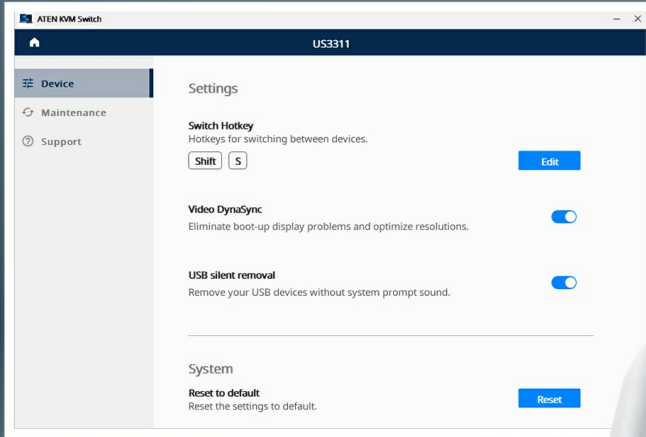 ATEN KVM Switch
US3311
Device
Maintenance
Support
Settings
Switch Hotkey
Hotkeys for switching between devices.
Shift S
Edit
Video DynaSync
Eliminate boot-up display problems and optimize resolutions.
USB silent removal
Remove your USB devices without system prompt sound.
System
Reset to default
Reset the settings to default.
Reset